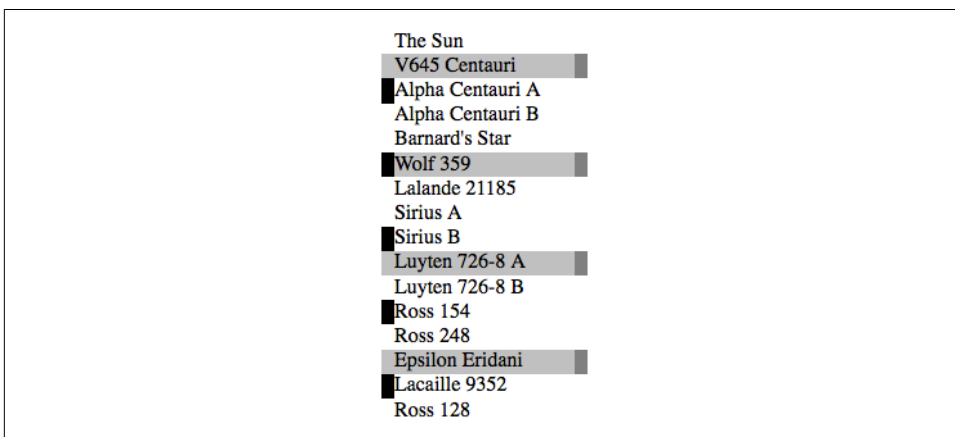 The Sun
V645 Centauri
Alpha Centauri A
Alpha Centauri B
Barnard's Star
Wolf 359
Lalande 21185
Sirius A
Sirius B
Luyten 726-8 A
Luyten 726-8 B
Ross 154
Ross 248
Epsilon Eridani
Lacaille 9352
Ross 128